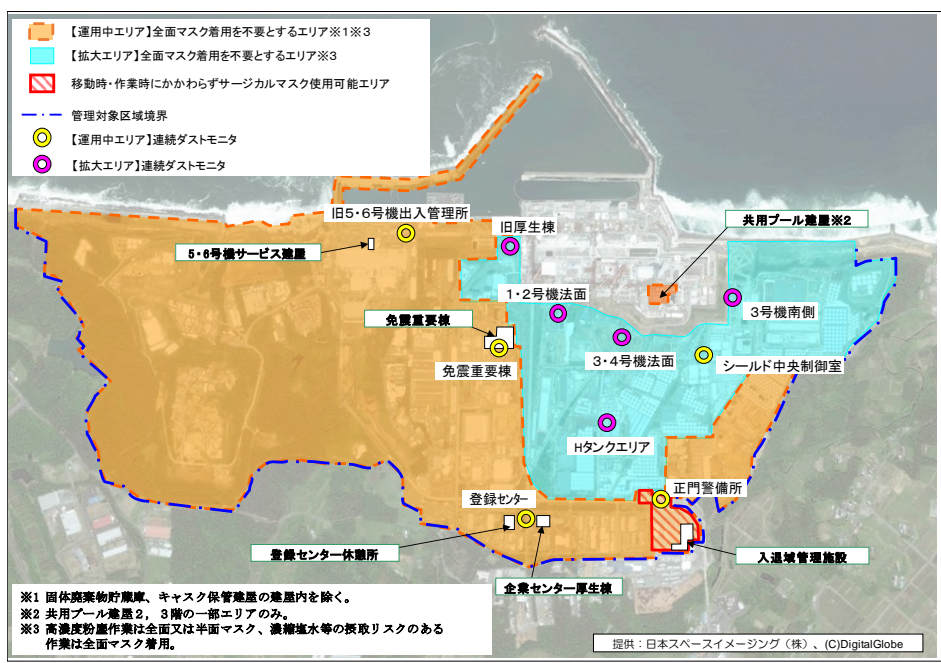 【運用中エリア】全面マスク着用を不要とするエリア※1※3
【拡大エリア】全面マスク着用を不要とするエリア※3
移動時・作業時にかかわらずサージカルマスク使用可能エリア
管理対象区域境界
【運用中エリア】連続ダストモニタ
【拡大エリア】連続ダストモニタ
旧5・6号機出入管理所
旧厚生棟
共用プール建屋※2
5・6号機サービス建屋
1・2号機法面
3号機南側
免震重要棟
免震重要棟
3・4号機法面
シールド中央制御室
Hタンクエリア
正門警備所
登録センター
登録センター休憩所
入退域管理施設
企業センター厚生棟
※1 固体廃棄物貯蔵庫、キャスク保管建屋の建屋内を除く。
※2 共用プール建屋2,3階の一部エリアのみ。
※3 高濃度粉塵作業は全面又は半面マスク、濃縮塩水等の摂取リスクのある
作業は全面マスク着用。
提供:日本スペースイメージング(株)、(C)DigitalGlobe